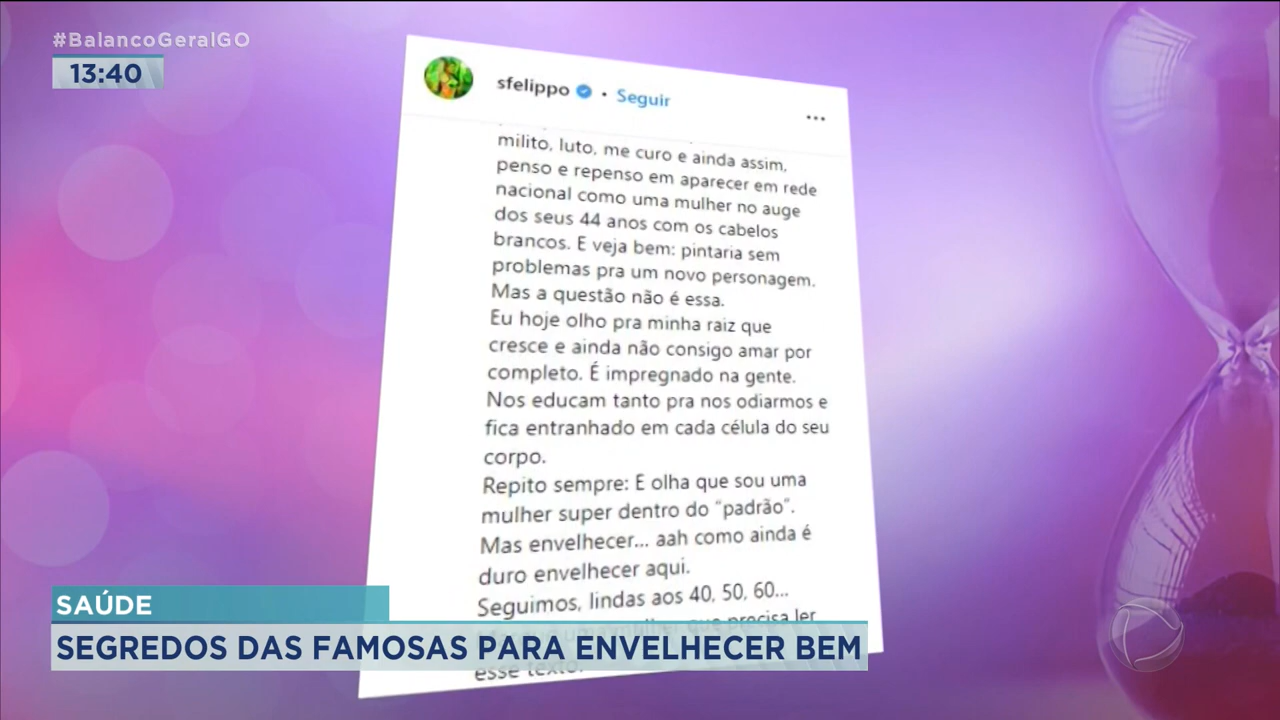 #BalancoGeralGO
13:40
sfelippo • Seguir
...
milito, luto, me curo e ainda assim,
penso e repenso em aparecer em rede
nacional como uma mulher no auge
dos seus 44 anos com os cabelos
brancos. E veja bem: pintaria sem
problemas pra um novo personagem.
Mas a questão não é essa.
Eu hoje olho pra minha raiz que
cresce e ainda não consigo amar por
completo. É impregnado na gente.
Nos educam tanto pra nos odiarmos e
fica entranhado em cada célula do seu
corpo.
Repito sempre: E olha que sou uma
mulher super dentro do “padrão”.
Mas envelhecer... aah como ainda é
duro envelhecer aqui.
Seguimos, lindas aos 40, 50, 60...
uma mulher que precisa ler
esse texto.
SAÚDE
SEGREDOS DAS FAMOSAS PARA ENVELHECER BEM